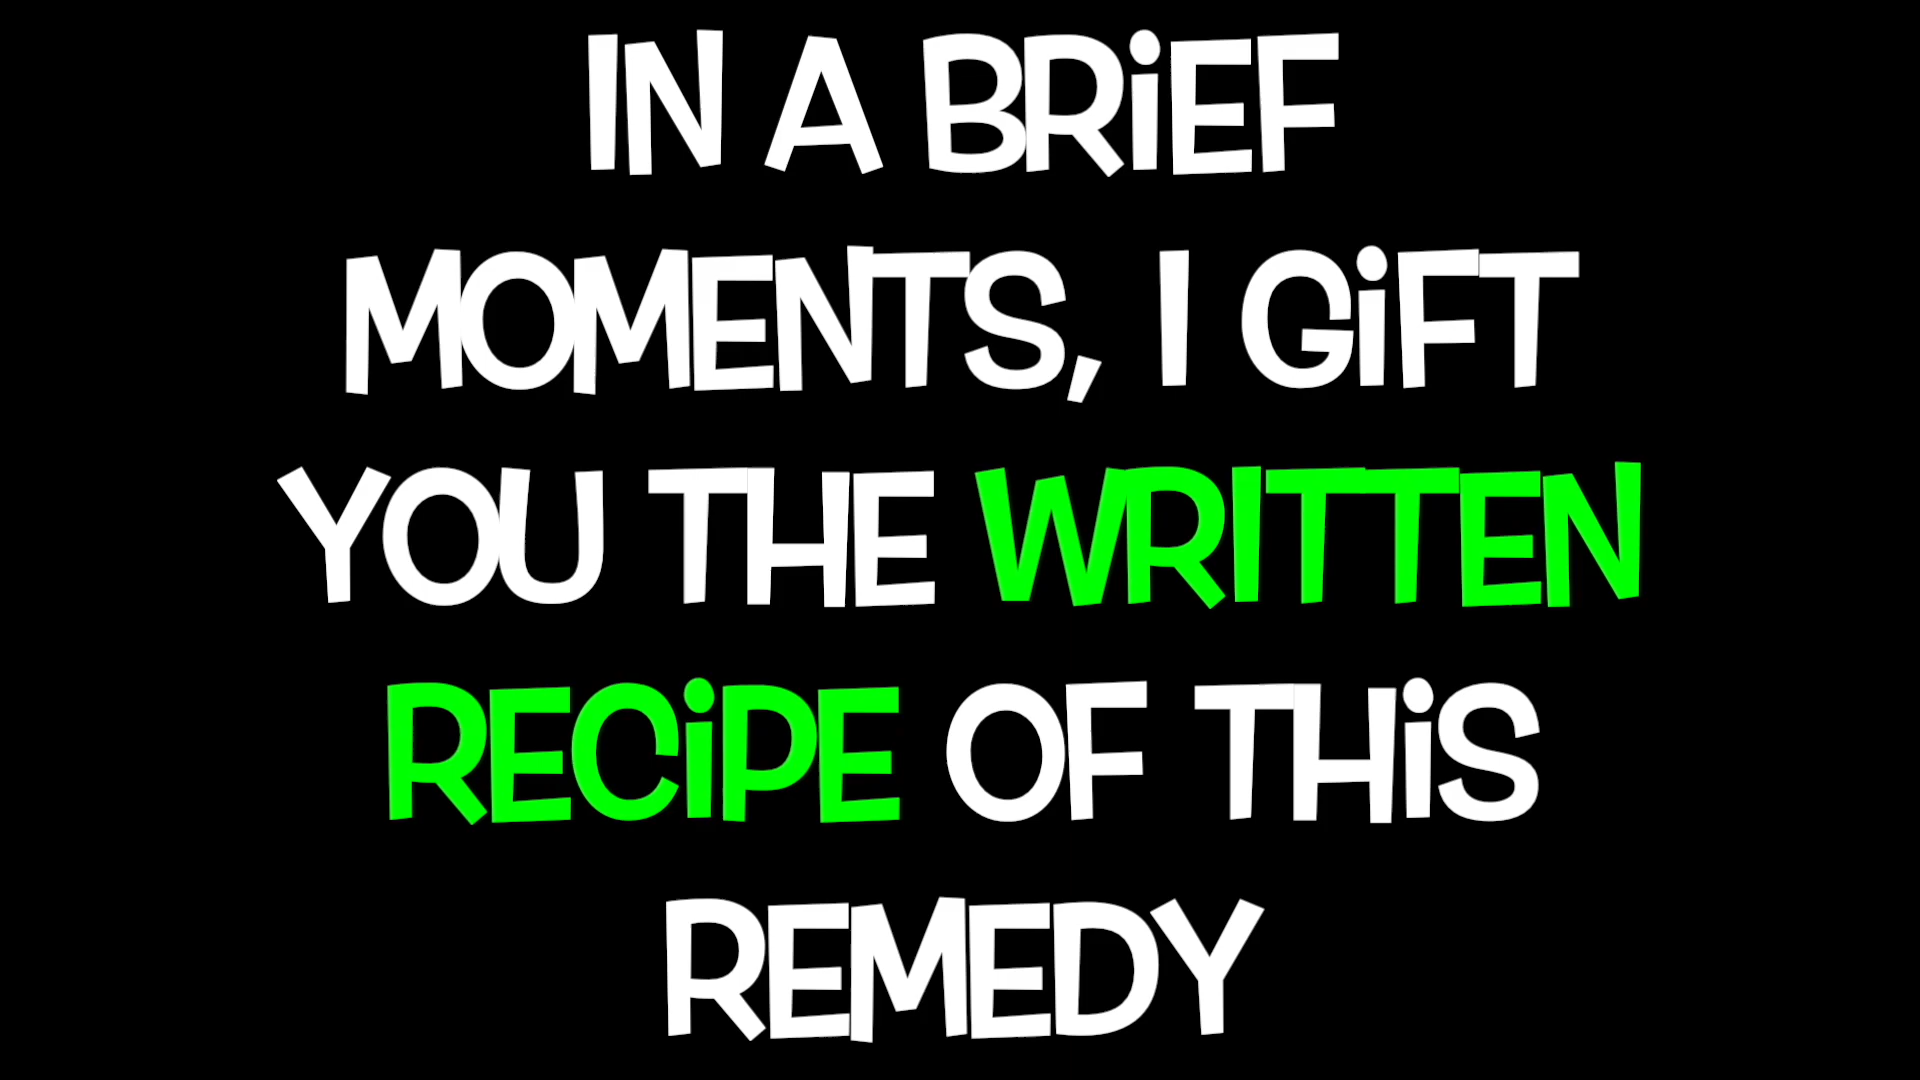 IN A BRiEF
MOMENTS, I GiFT
YOU THE WRITTEN
RECiPE OF THiS
REMEDY